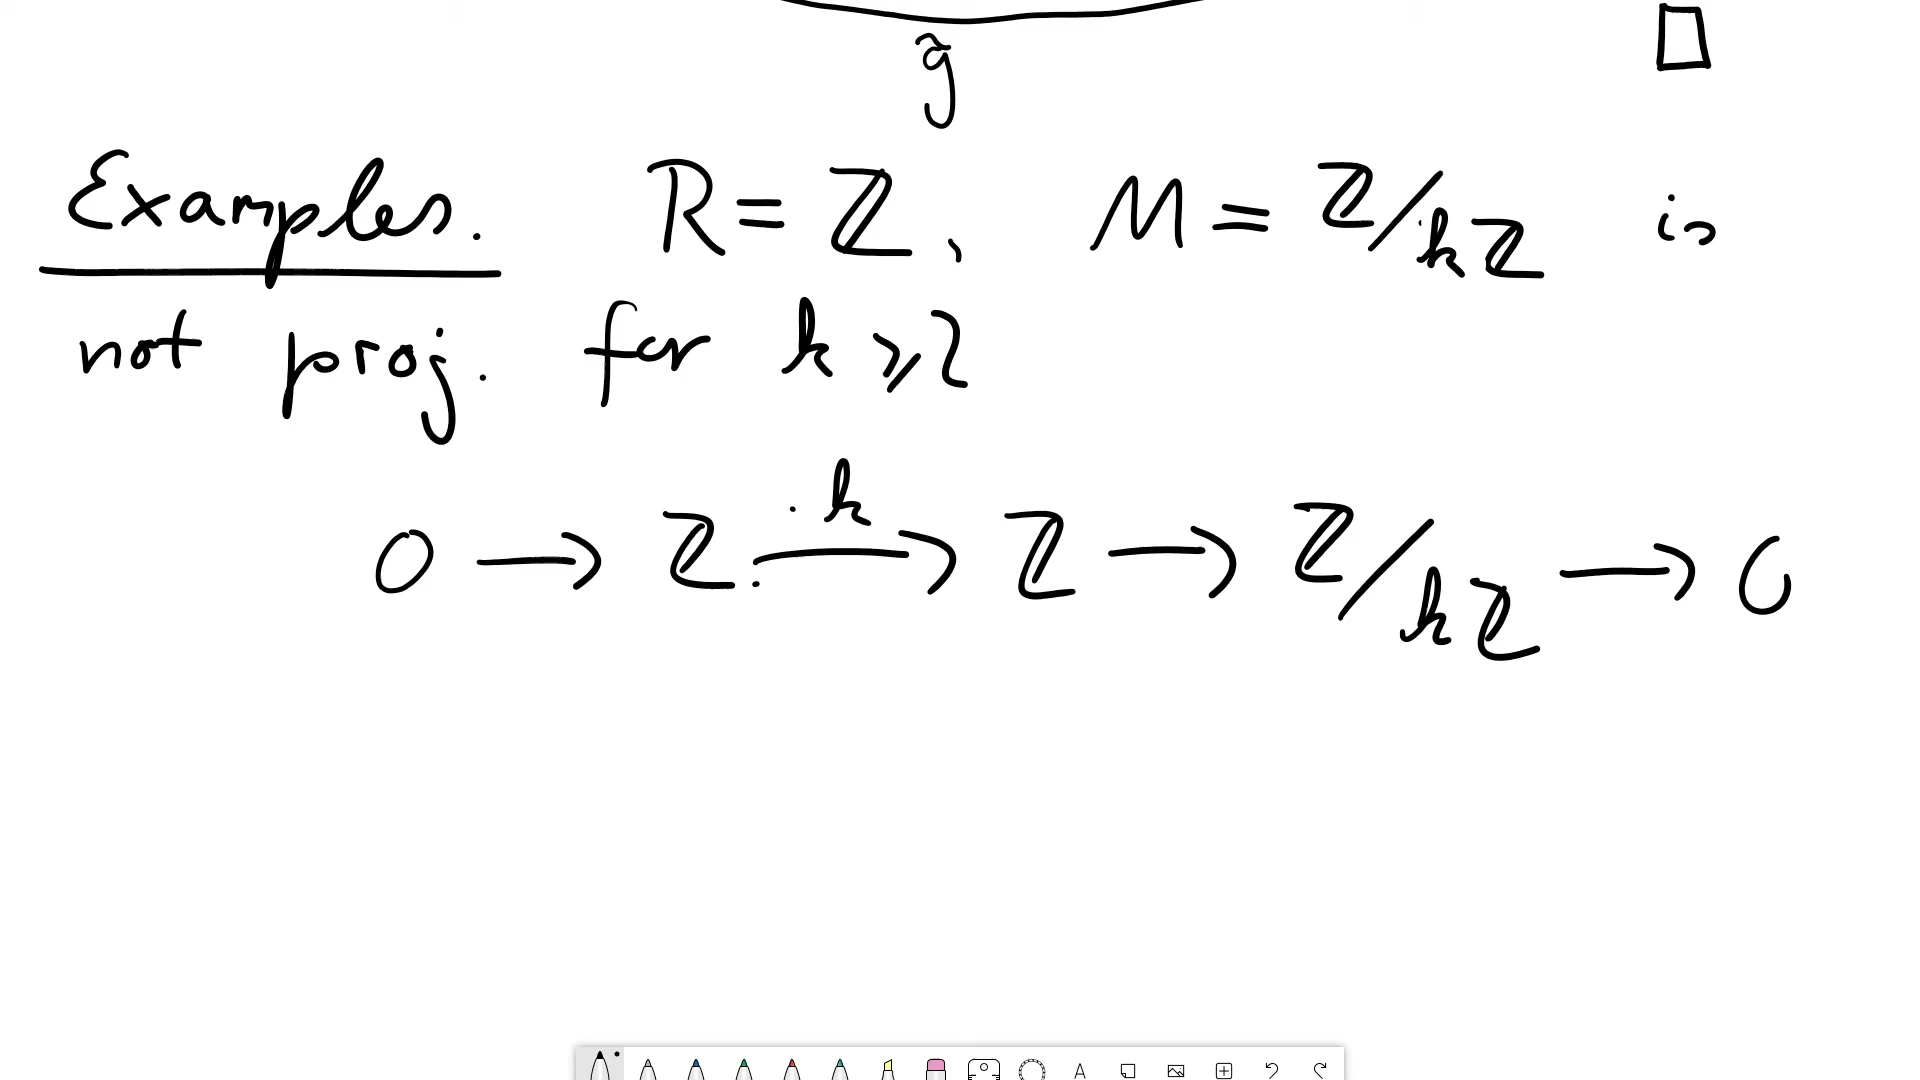 g̃
Examples. R = ℤ, M = ℤ/kℤ is
not proj. for k ⩾ 2
0 → ℤ —·k→ ℤ → ℤ/kℤ → 0